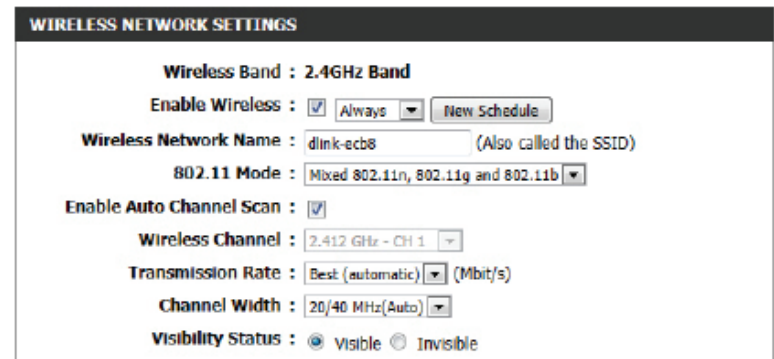 WIRELESS NETWORK SETTINGS
Wireless Band : 2.4GHz Band
Enable Wireless : Always New Schedule
Wireless Network Name : dlink-ecb8 (Also called the SSID)
802.11 Mode : Mixed 802.11n, 802.11g and 802.11b
Enable Auto Channel Scan :
Wireless Channel : 2.412 GHz - CH 1
Transmission Rate : Best (automatic) (Mbit/s)
Channel Width : 20/40 MHz(Auto)
Visibility Status : Visible Invisible